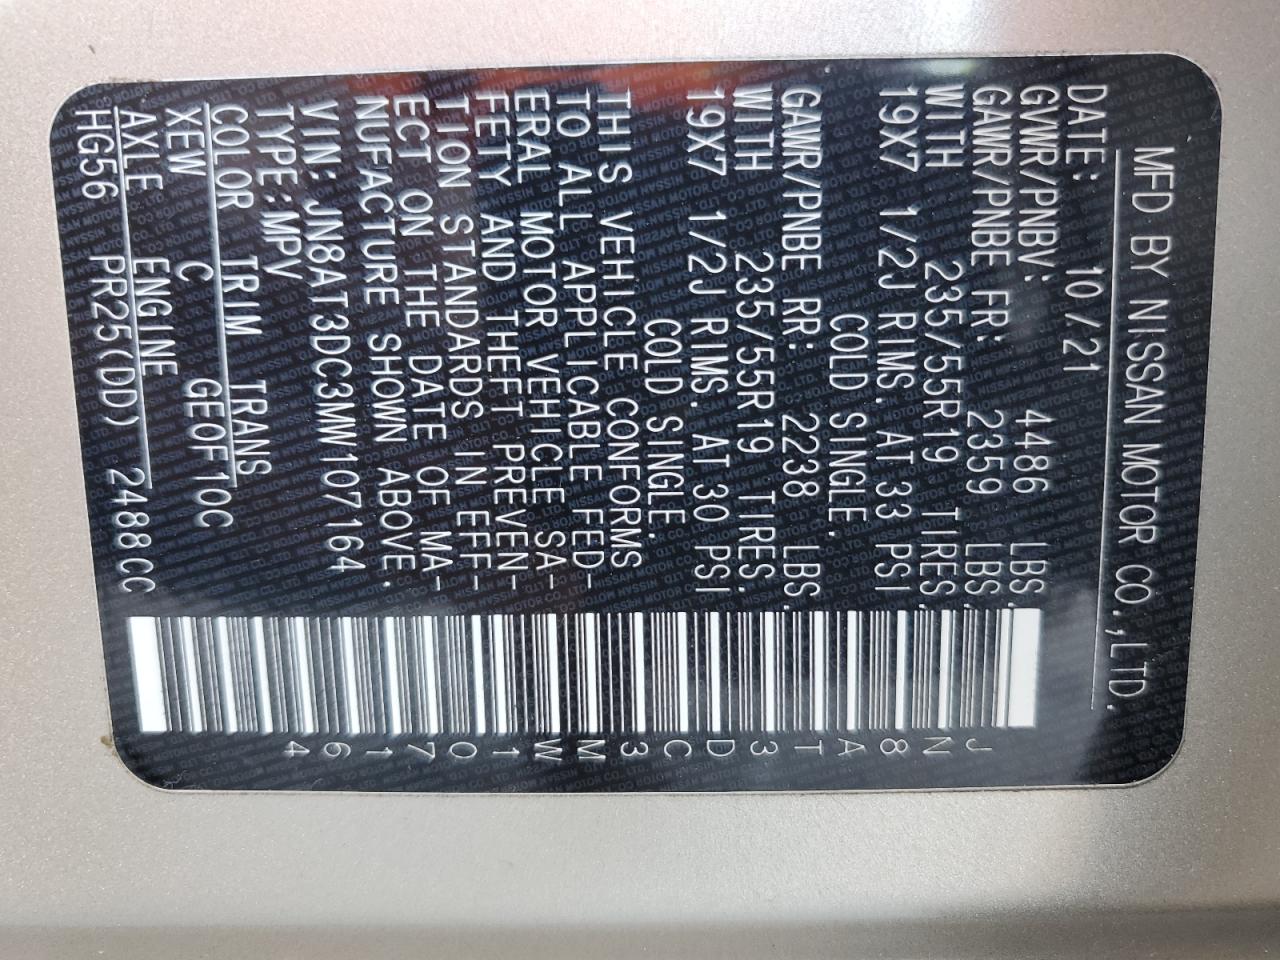 MFD BY NISSAN MOTOR CO.,LTD.
DATE: 10/21
GVWR/PNBV: 4486 LBS.
GAWR/PNBE FR: 2359 LBS.
WITH 235/55R19 TIRES,
19X7 1/2J RIMS, AT 33 PSI
COLD SINGLE.
GAWR/PNBE RR: 2238 LBS.
WITH 235/55R19 TIRES,
19X7 1/2J RIMS, AT 30 PSI
COLD SINGLE.
THIS VEHICLE CONFORMS
TO ALL APPLICABLE FED-
ERAL MOTOR VEHICLE SA-
FETY AND THEFT PREVEN-
TION STANDARDS IN EFF-
ECT ON THE DATE OF MA-
NUFACTURE SHOWN ABOVE.
VIN: JN8AT3DC3MW107164
TYPE:MPV
COLOR TRIM TRANS
XEW C GEOF10C
AXLE ENGINE
HG56 PR25(DD) 2488CC
JN8AT3DC3MW107164